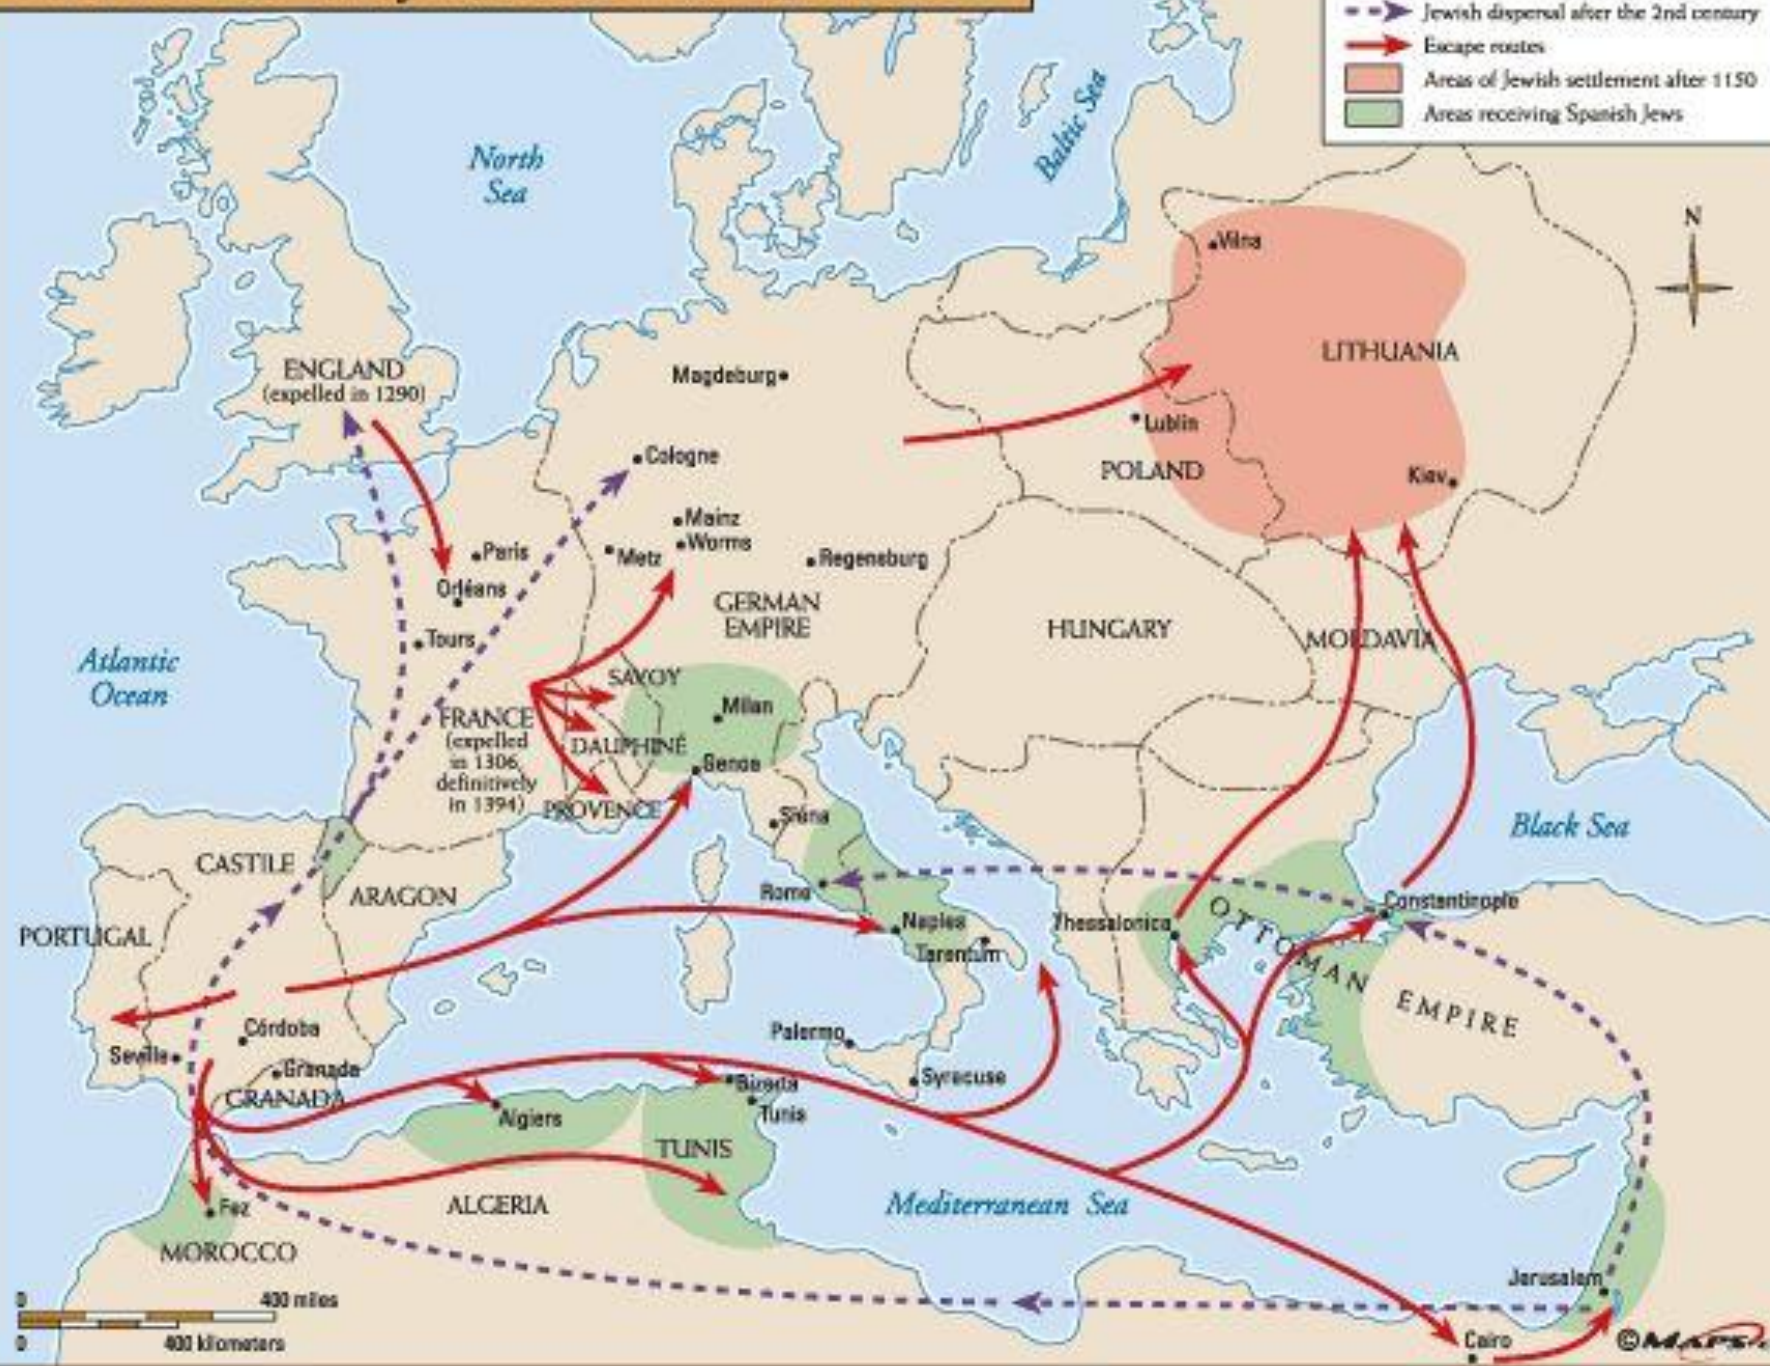 Jewish dispersal after the 2nd century
Escape routes
Areas of Jewish settlement after 1150
Areas receiving Spanish Jews
North
Sea
Baltic Sea
N
Vilna
LITHUANIA
ENGLAND
(expelled in 1290)
Magdeburg
Lublin
Cologne
POLAND
Kiev
Mainz
Worms
Metz
Paris
Regensburg
Orléans
GERMAN
EMPIRE
HUNGARY
MOLDAVIA
Tours
Atlantic
Ocean
SAVOY
Milan
FRANCE
(expelled
in 1306,
definitively
in 1394)
DAUPHINÉ
Genoa
PROVENCE
Siéna
Black Sea
CASTILE
ARAGON
Rome
Constantinople
PORTUGAL
Naples
Thessalonica
OTTOMAN EMPIRE
Tarentum
Córdoba
Seville
Granada
GRANADA
Palermo
Syracuse
Bizerta
Tunis
Algiers
TUNIS
ALGERIA
Mediterranean Sea
Fez
MOROCCO
Jerusalem
Cairo
0 400 miles
0 400 kilometers